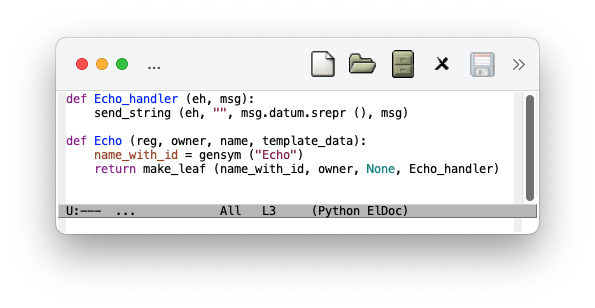 ...
def Echo_handler (eh, msg):
    send_string (eh, "", msg.datum.srepr (), msg)
def Echo (reg, owner, name, template_data):
    name_with_id = gensym ("Echo")
    return make_leaf (name_with_id, owner, None, Echo_handler)
U:---  ...            All   L3     (Python ElDoc)